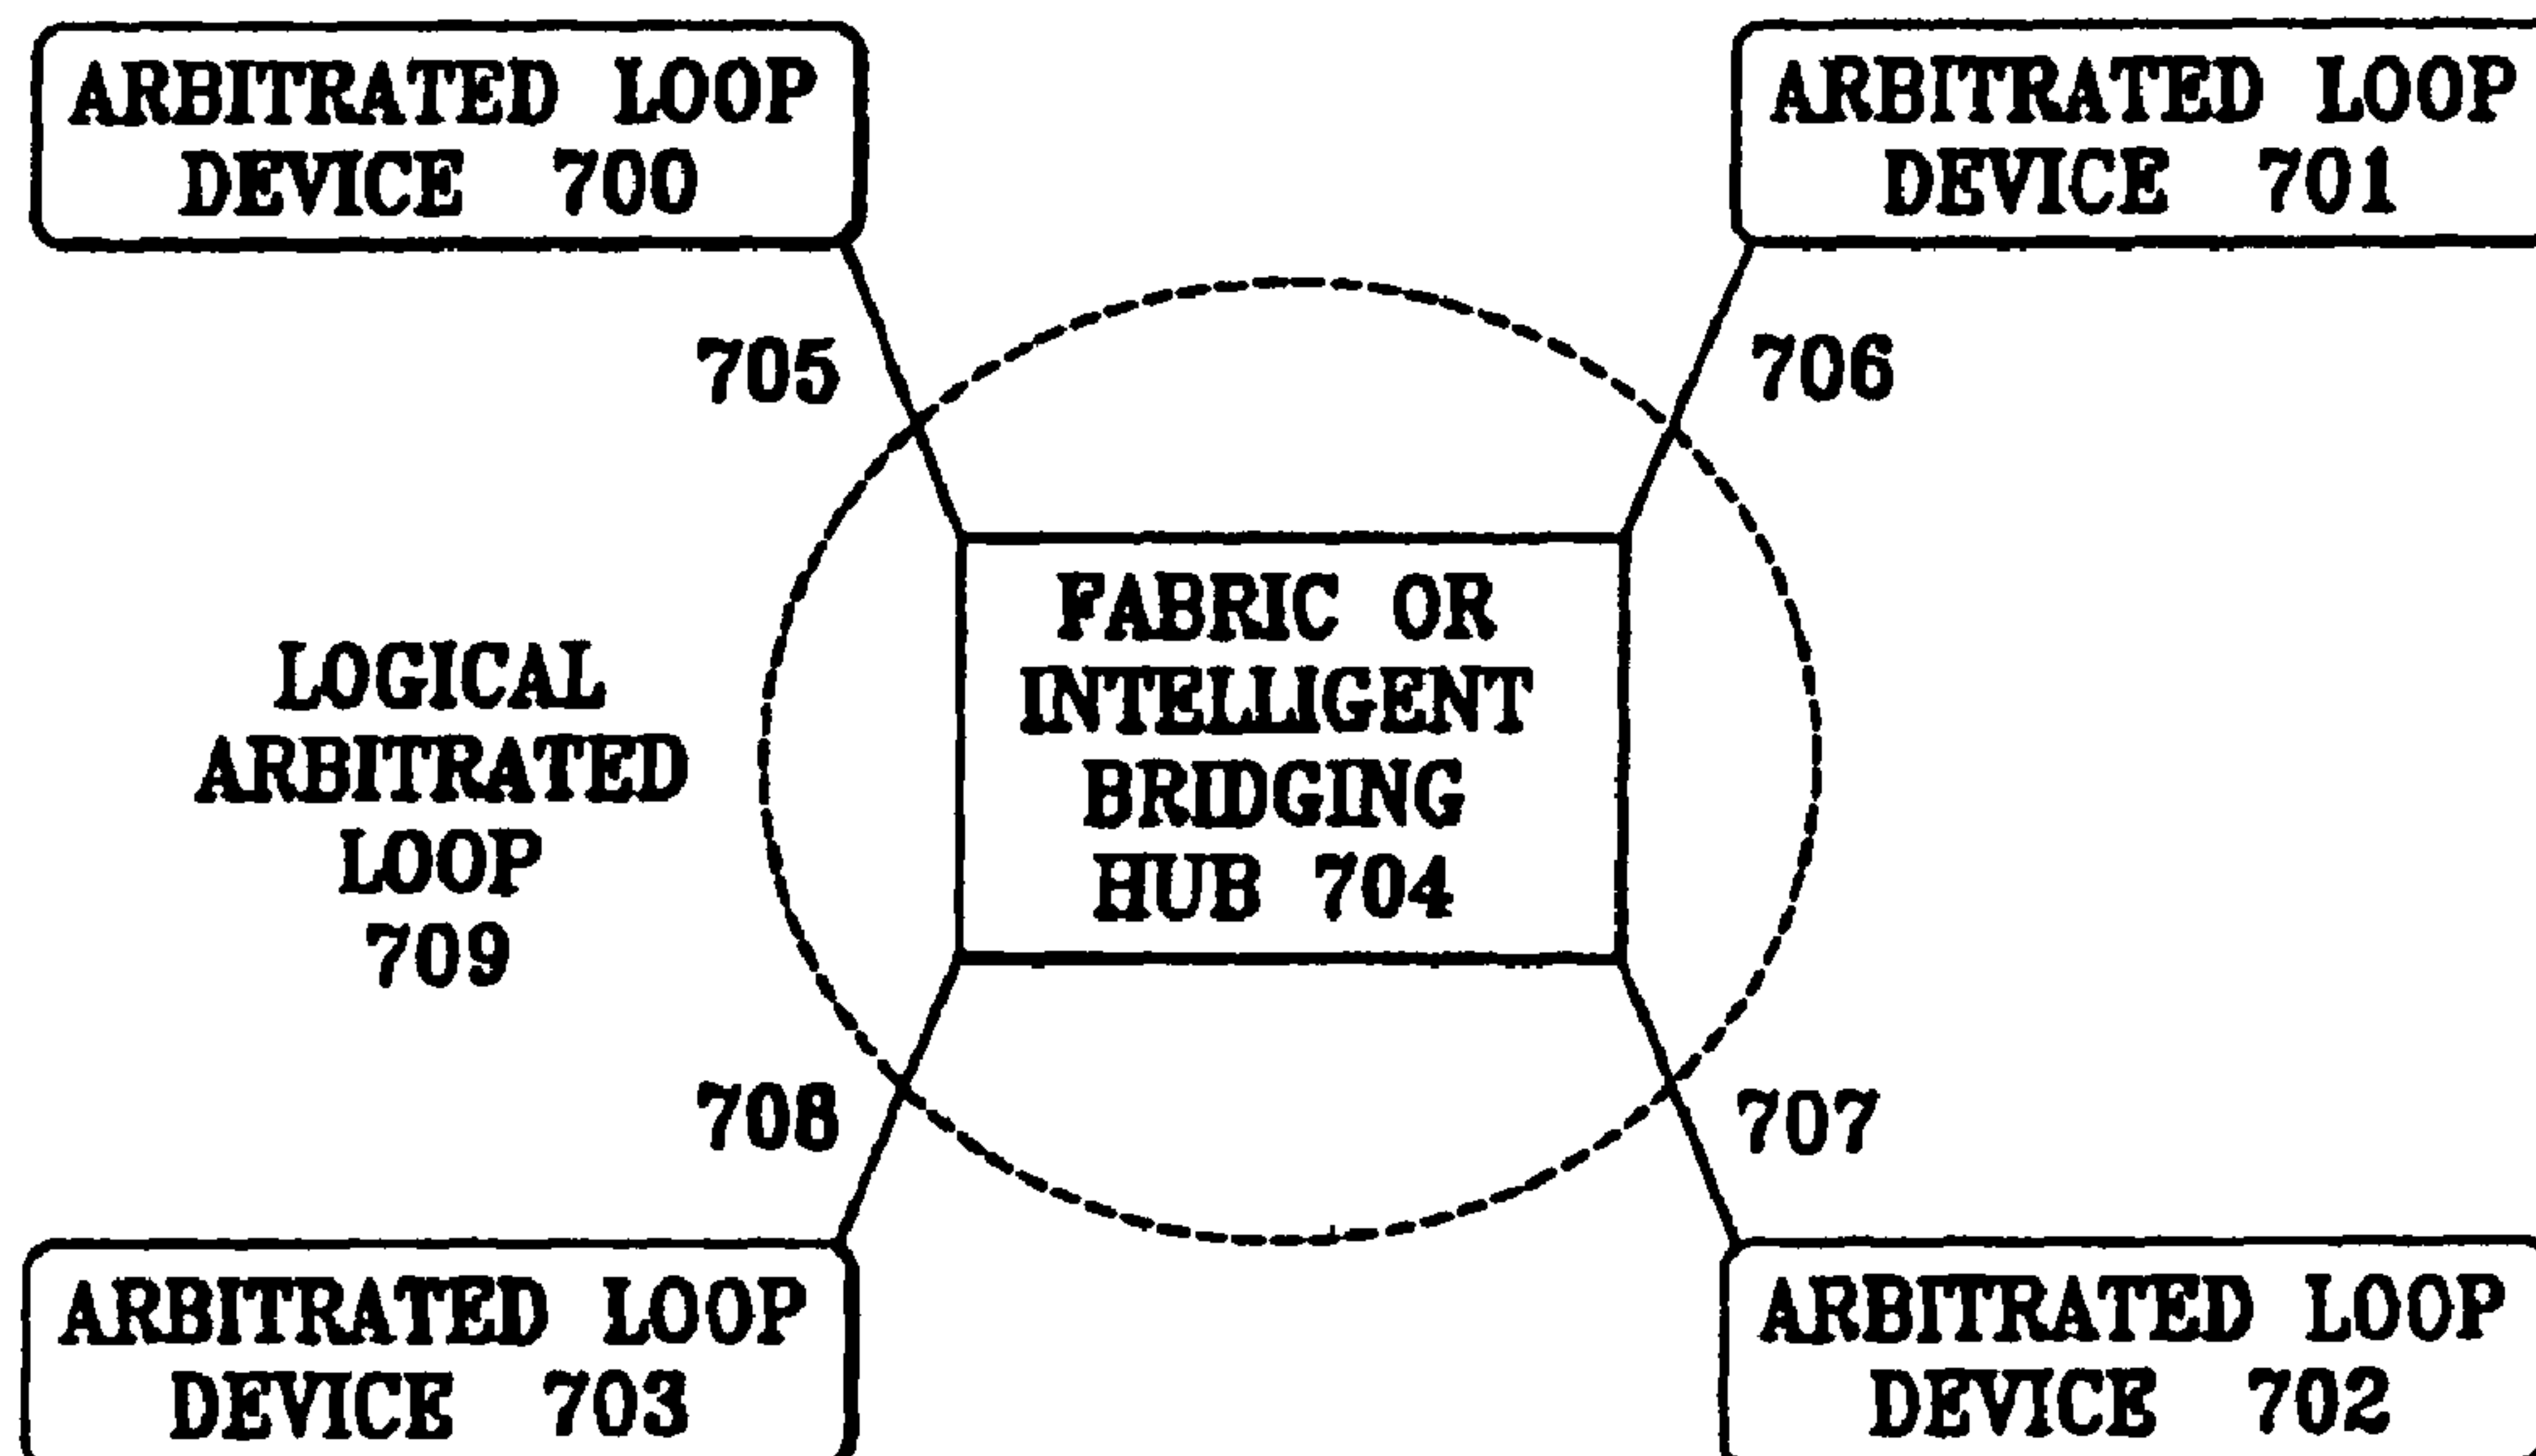 ARBITRATED LOOP
DEVICE 700
ARBITRATED LOOP
DEVICE 701
705
706
FABRIC OR
INTELLIGENT
BRIDGING
HUB 704
LOGICAL
ARBITRATED
LOOP
709
708
707
ARBITRATED LOOP
DEVICE 703
ARBITRATED LOOP
DEVICE 702